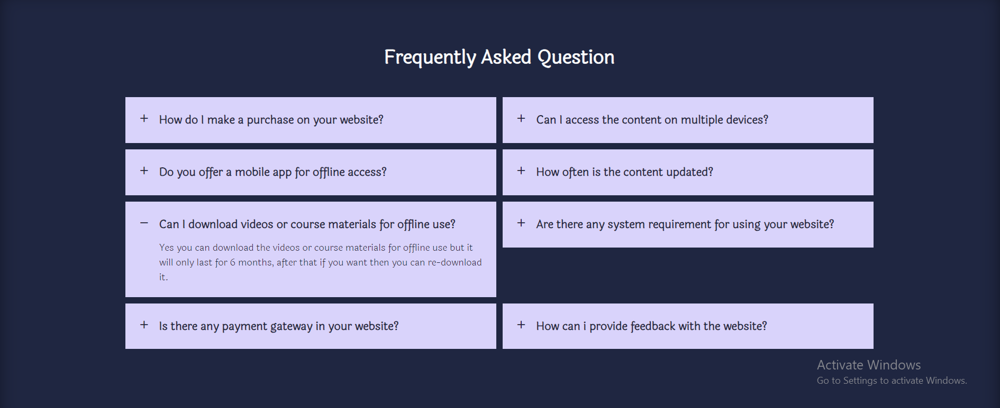 Frequently Asked Question
+ How do I make a purchase on your website?
+ Can I access the content on multiple devices?
+ Do you offer a mobile app for offline access?
+ How often is the content updated?
− Can I download videos or course materials for offline use?
Yes you can download the videos or course materials for offline use but it
will only last for 6 months, after that if you want then you can re-download
it.
+ Are there any system requirement for using your website?
+ Is there any payment gateway in your website?
+ How can i provide feedback with the website?
Activate Windows
Go to Settings to activate Windows.